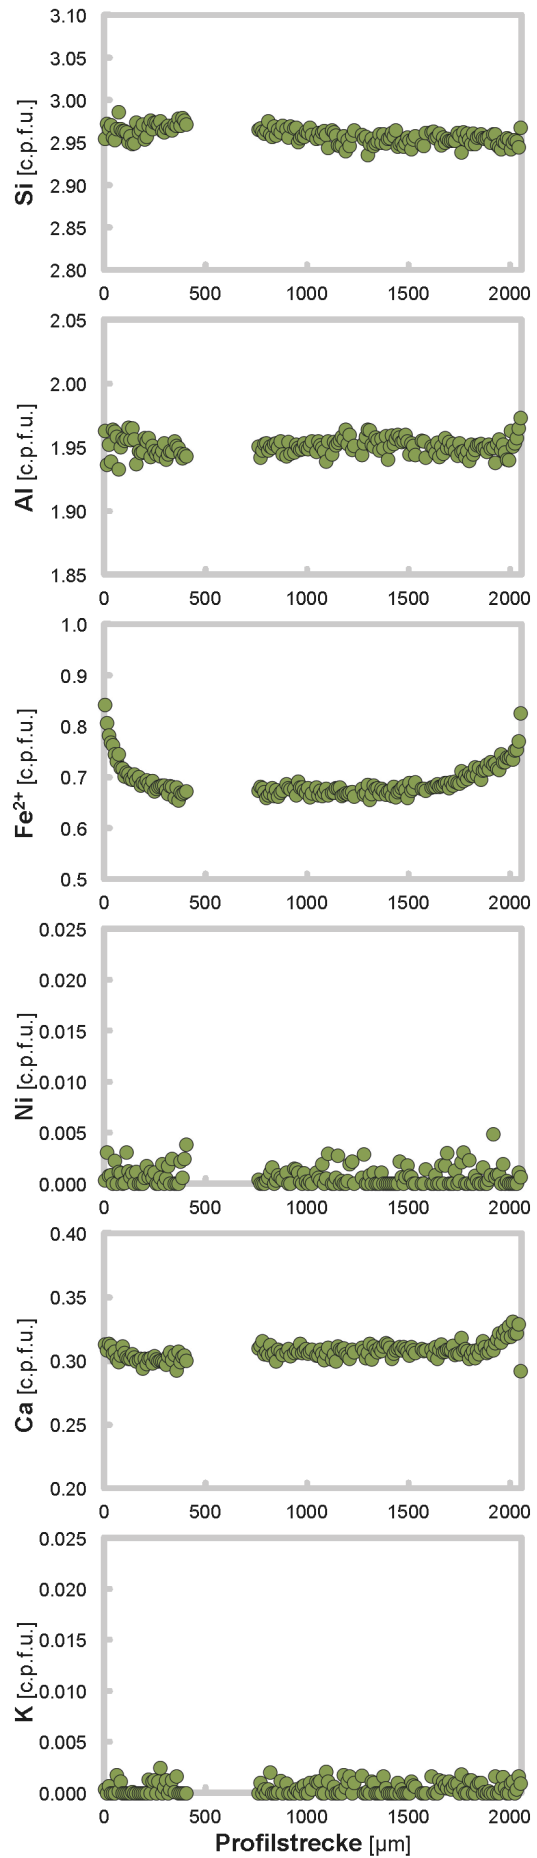 3.10
3.05
3.00
2.95
2.90
2.85
2.80
Si [c.p.f.u.]
0 500 1000 1500 2000
2.05
2.00
1.95
1.90
1.85
Al [c.p.f.u.]
0 500 1000 1500 2000
1.0
0.9
0.8
0.7
0.6
0.5
Fe²⁺ [c.p.f.u.]
0 500 1000 1500 2000
0.025
0.020
0.015
0.010
0.005
0.000
Ni [c.p.f.u.]
0 500 1000 1500 2000
0.40
0.35
0.30
0.25
0.20
Ca [c.p.f.u.]
0 500 1000 1500 2000
0.025
0.020
0.015
0.010
0.005
0.000
K [c.p.f.u.]
0 500 1000 1500 2000
Profilstrecke [µm]